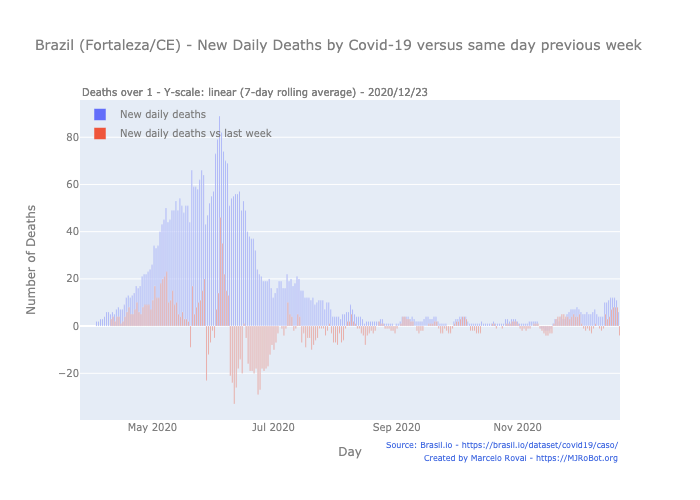 Brazil (Fortaleza/CE) - New Daily Deaths by Covid-19 versus same day previous week
Deaths over 1 - Y-scale: linear (7-day rolling average) - 2020/12/23
New daily deaths
New daily deaths vs last week
80
60
40
20
0
−20
Number of Deaths
May 2020
Jul 2020
Sep 2020
Nov 2020
Day
Source: Brasil.io - https://brasil.io/dataset/covid19/caso/
Created by Marcelo Rovai - https://MJRoBot.org